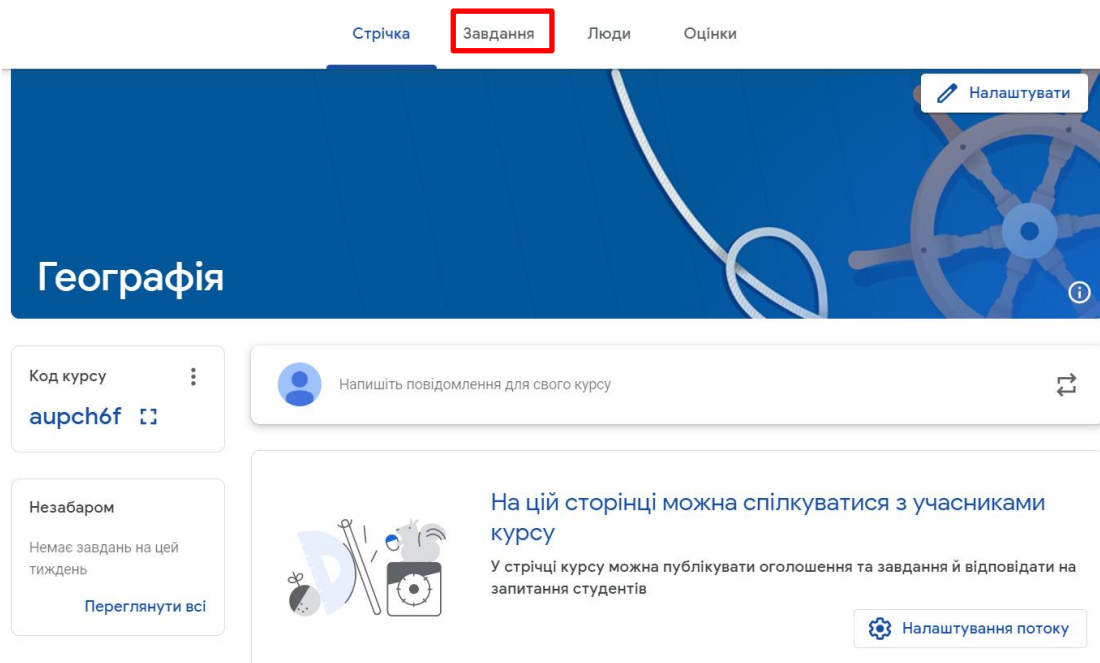 Стрічка
Завдання
Люди
Оцінки
Налаштувати
Географія
Код курсу
aupch6f
Напишіть повідомлення для свого курсу
Незабаром
Немає завдань на цей
тиждень
Переглянути всі
На цій сторінці можна спілкуватися з учасниками
курсу
У стрічці курсу можна публікувати оголошення та завдання й відповідати на
запитання студентів
Налаштування потоку